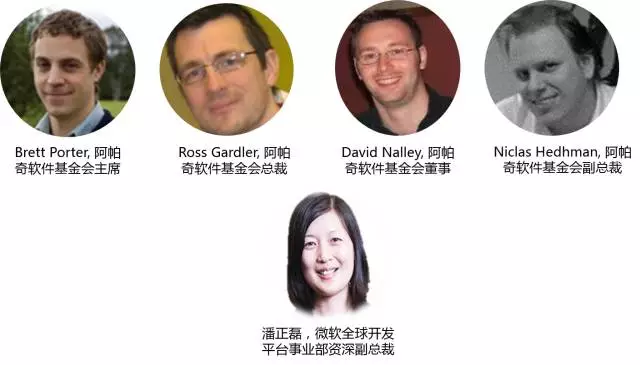 Brett Porter, 阿帕
奇软件基金会主席
Ross Gardler, 阿帕
奇软件基金会总裁
David Nalley, 阿帕
奇软件基金会董事
Niclas Hedhman, 阿帕
奇软件基金会副总裁
潘正磊，微软全球开发
平台事业部资深副总裁